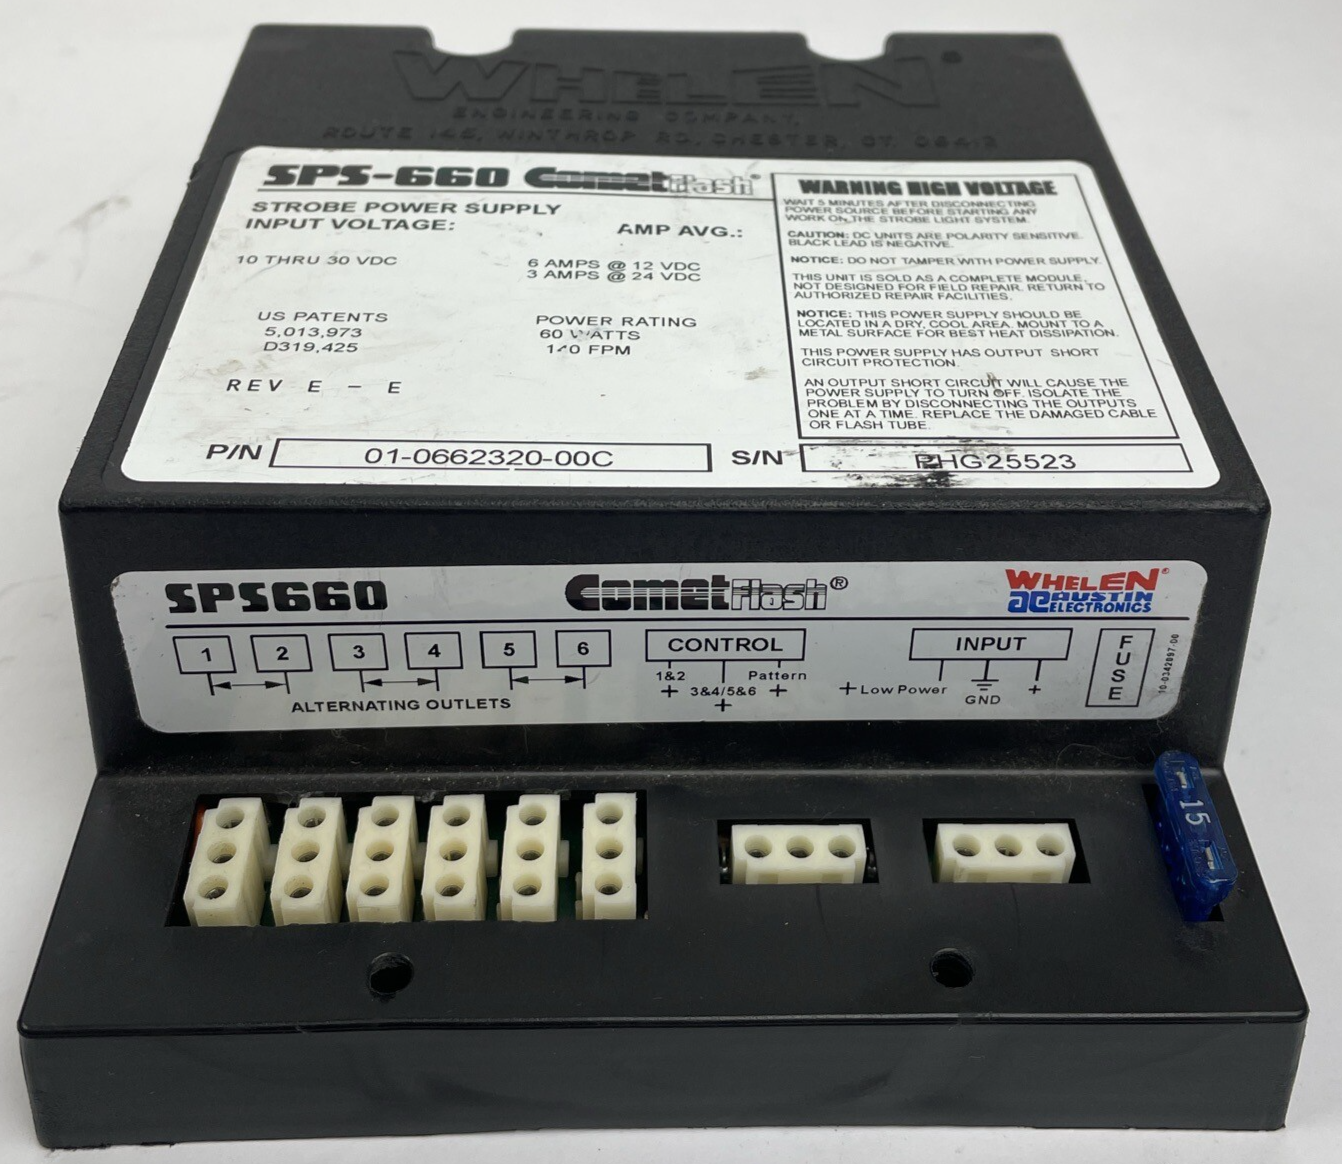 WHELEN®
ENGINEERING COMPANY,
ROUTE 145, WINTHROP RD, CHESTER, CT. 06412
SPS-660 CometFlash®
STROBE POWER SUPPLY
INPUT VOLTAGE: AMP AVG.:
10 THRU 30 VDC 6 AMPS @ 12 VDC
3 AMPS @ 24 VDC
US PATENTS POWER RATING
5,013,973 60 WATTS
D319,425 FPM
REV E - E
WARNING HIGH VOLTAGE
WAIT 5 MINUTES AFTER DISCONNECTING
POWER SOURCE BEFORE STARTING ANY
WORK ON THE STROBE LIGHT SYSTEM.
CAUTION: DC UNITS ARE POLARITY SENSITIVE.
BLACK LEAD IS NEGATIVE.
NOTICE: DO NOT TAMPER WITH POWER SUPPLY.
THIS UNIT IS SOLD AS A COMPLETE MODULE,
NOT DESIGNED FOR FIELD REPAIR. RETURN TO
AUTHORIZED REPAIR FACILITIES.
NOTICE: THIS POWER SUPPLY SHOULD BE
LOCATED IN A DRY, COOL AREA. MOUNT TO A
METAL SURFACE FOR BEST HEAT DISSIPATION.
THIS POWER SUPPLY HAS OUTPUT SHORT
CIRCUIT PROTECTION.
AN OUTPUT SHORT CIRCUIT WILL CAUSE THE
POWER SUPPLY TO TURN OFF. ISOLATE THE
PROBLEM BY DISCONNECTING THE OUTPUTS
ONE AT A TIME. REPLACE THE DAMAGED CABLE
OR FLASH TUBE.
P/N 01-0662320-00C S/N PHG25523
SPS660 CometFlash® WHELEN®
ae AUSTIN
ELECTRONICS
1 2 3 4 5 6 CONTROL INPUT FUSE
1&2 Pattern
+ 3&4/5&6 + +Low Power GND +
+
ALTERNATING OUTLETS
15